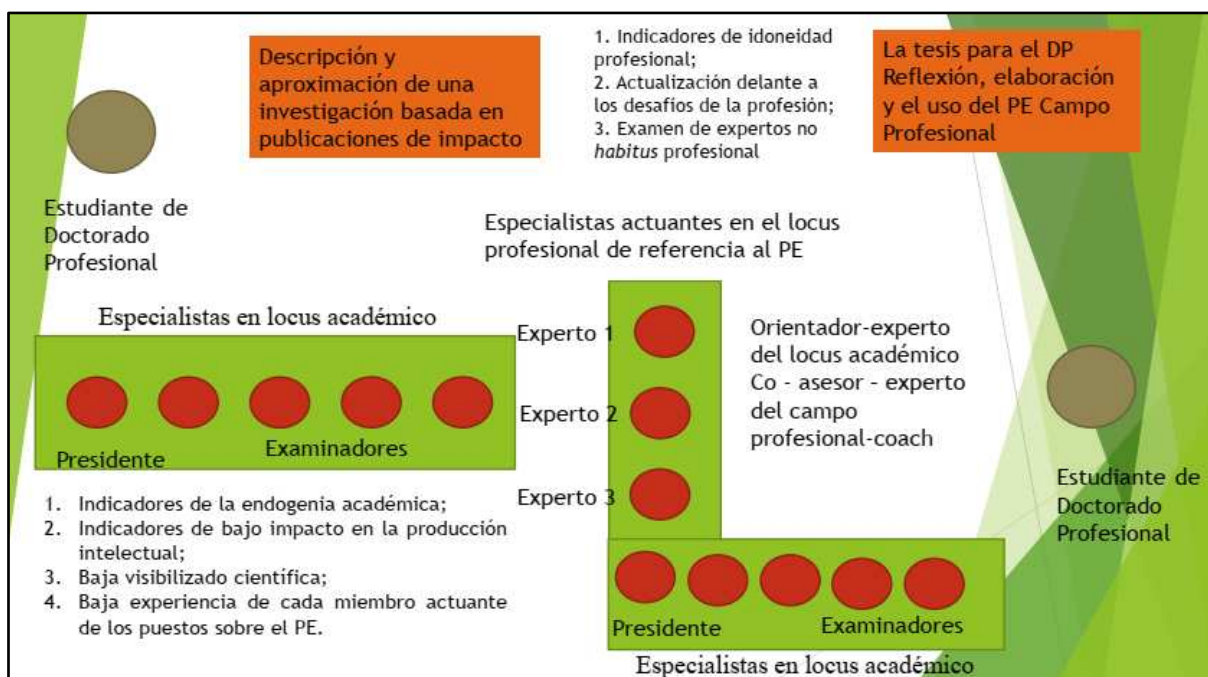 Descripción y
aproximación de una
investigación basada en
publicaciones de impacto
1. Indicadores de idoneidad
profesional;
2. Actualización delante a
los desafíos de la profesión;
3. Examen de expertos no
habitus profesional
La tesis para el DP
Reflexión, elaboración
y el uso del PE Campo
Profesional
Estudiante de
Doctorado
Profesional
Especialistas actuantes en el locus
profesional de referencia al PE
Especialistas en locus académico
Presidente
Examinadores
1. Indicadores de la endogenia académica;
2. Indicadores de bajo impacto en la producción
intelectual;
3. Baja visibilizado científica;
4. Baja experiencia de cada miembro actuante
de los puestos sobre el PE.
Experto 1
Experto 2
Experto 3
Orientador-experto
del locus académico
Co - asesor - experto
del campo
profesional-coach
Estudiante de
Doctorado
Profesional
Presidente
Examinadores
Especialistas en locus académico